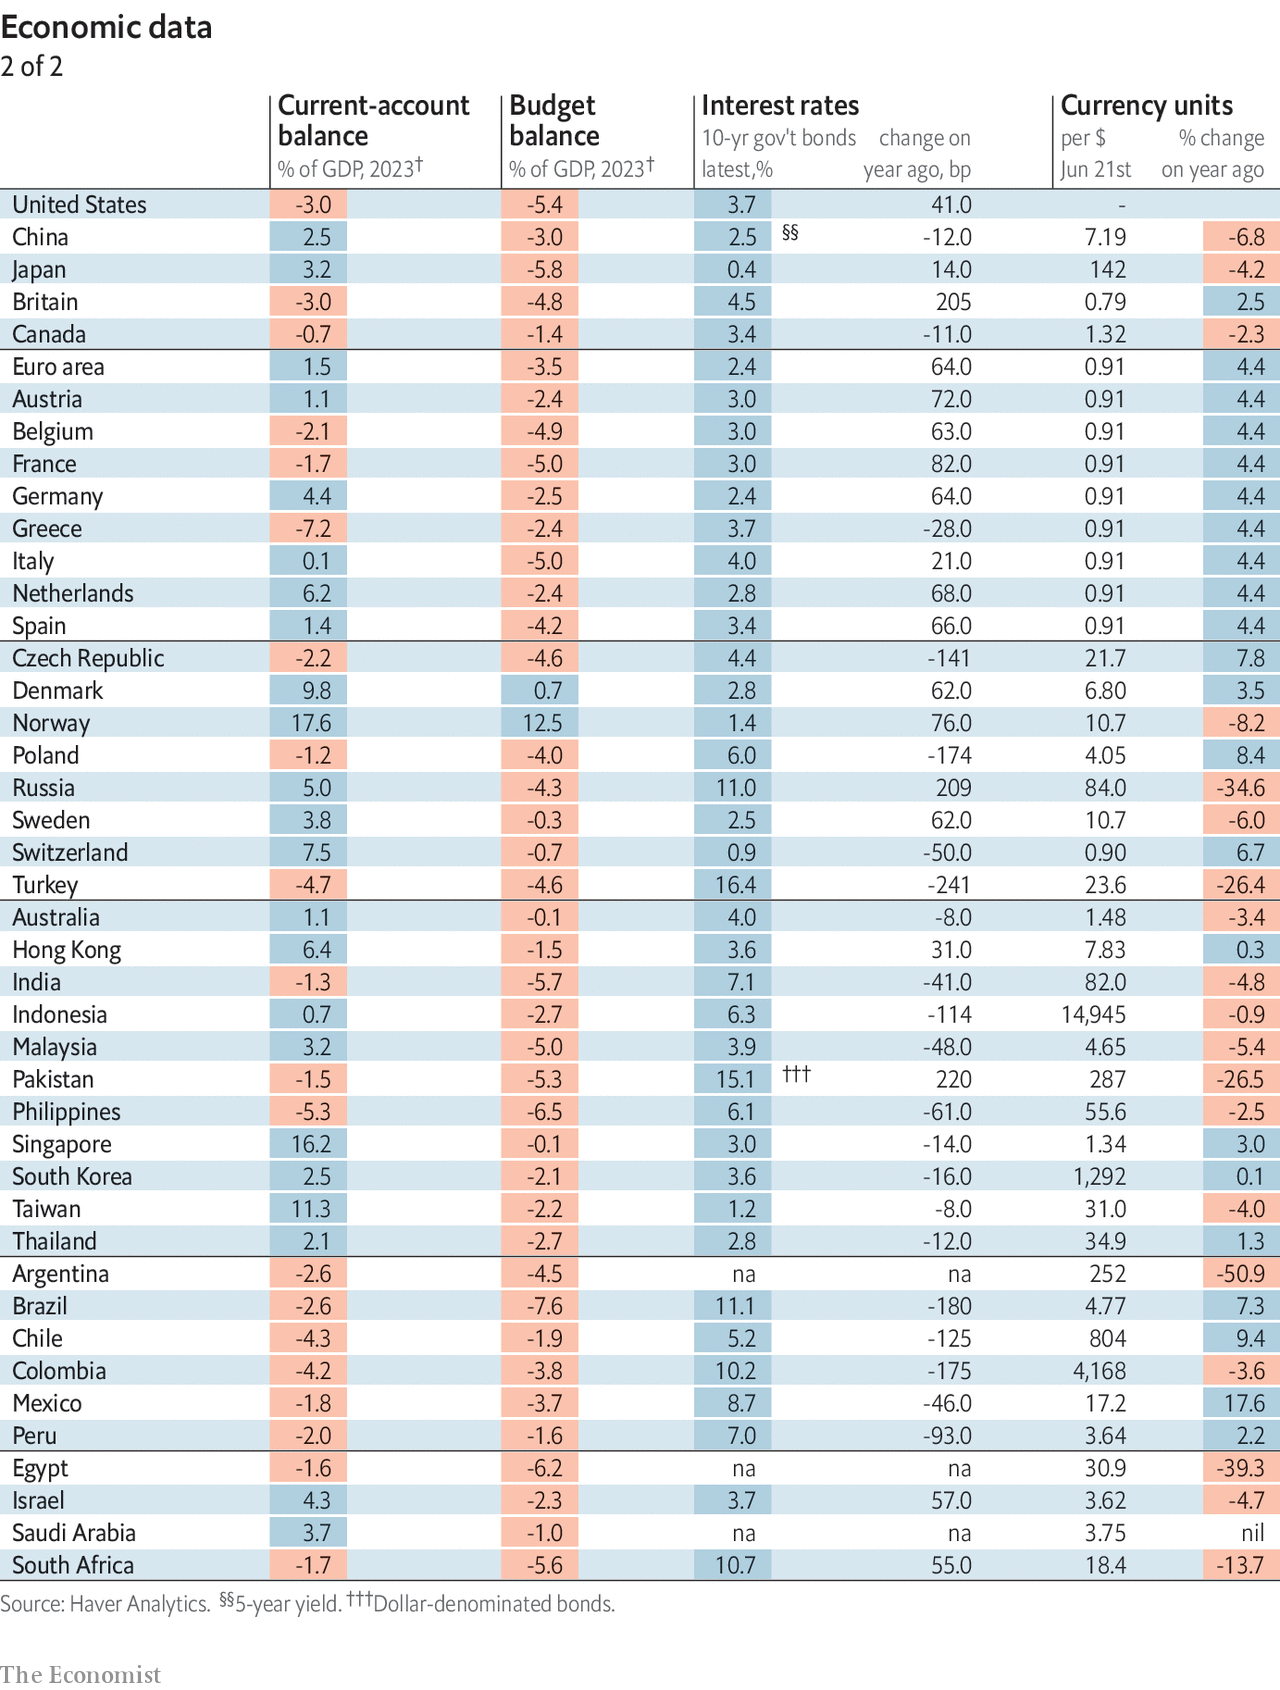 Economic data
2 of 2
Current-account balance % of GDP, 2023† Budget balance % of GDP, 2023† Interest rates 10-yr gov't bonds latest,% change on year ago, bp Currency units per $ Jun 21st % change on year ago
United States -3.0 -5.4 3.7 41.0 -
China 2.5 -3.0 2.5 §§ -12.0 7.19 -6.8
Japan 3.2 -5.8 0.4 14.0 142 -4.2
Britain -3.0 -4.8 4.5 205 0.79 2.5
Canada -0.7 -1.4 3.4 -11.0 1.32 -2.3
Euro area 1.5 -3.5 2.4 64.0 0.91 4.4
Austria 1.1 -2.4 3.0 72.0 0.91 4.4
Belgium -2.1 -4.9 3.0 63.0 0.91 4.4
France -1.7 -5.0 3.0 82.0 0.91 4.4
Germany 4.4 -2.5 2.4 64.0 0.91 4.4
Greece -7.2 -2.4 3.7 -28.0 0.91 4.4
Italy 0.1 -5.0 4.0 21.0 0.91 4.4
Netherlands 6.2 -2.4 2.8 68.0 0.91 4.4
Spain 1.4 -4.2 3.4 66.0 0.91 4.4
Czech Republic -2.2 -4.6 4.4 -141 21.7 7.8
Denmark 9.8 0.7 2.8 62.0 6.80 3.5
Norway 17.6 12.5 1.4 76.0 10.7 -8.2
Poland -1.2 -4.0 6.0 -174 4.05 8.4
Russia 5.0 -4.3 11.0 209 84.0 -34.6
Sweden 3.8 -0.3 2.5 62.0 10.7 -6.0
Switzerland 7.5 -0.7 0.9 -50.0 0.90 6.7
Turkey -4.7 -4.6 16.4 -241 23.6 -26.4
Australia 1.1 -0.1 4.0 -8.0 1.48 -3.4
Hong Kong 6.4 -1.5 3.6 31.0 7.83 0.3
India -1.3 -5.7 7.1 -41.0 82.0 -4.8
Indonesia 0.7 -2.7 6.3 -114 14,945 -0.9
Malaysia 3.2 -5.0 3.9 -48.0 4.65 -5.4
Pakistan -1.5 -5.3 15.1 ††† 220 287 -26.5
Philippines -5.3 -6.5 6.1 -61.0 55.6 -2.5
Singapore 16.2 -0.1 3.0 -14.0 1.34 3.0
South Korea 2.5 -2.1 3.6 -16.0 1,292 0.1
Taiwan 11.3 -2.2 1.2 -8.0 31.0 -4.0
Thailand 2.1 -2.7 2.8 -12.0 34.9 1.3
Argentina -2.6 -4.5 na na 252 -50.9
Brazil -2.6 -7.6 11.1 -180 4.77 7.3
Chile -4.3 -1.9 5.2 -125 804 9.4
Colombia -4.2 -3.8 10.2 -175 4,168 -3.6
Mexico -1.8 -3.7 8.7 -46.0 17.2 17.6
Peru -2.0 -1.6 7.0 -93.0 3.64 2.2
Egypt -1.6 -6.2 na na 30.9 -39.3
Israel 4.3 -2.3 3.7 57.0 3.62 -4.7
Saudi Arabia 3.7 -1.0 na na 3.75 nil
South Africa -1.7 -5.6 10.7 55.0 18.4 -13.7
Source: Haver Analytics. §§5-year yield. †††Dollar-denominated bonds.
The Economist